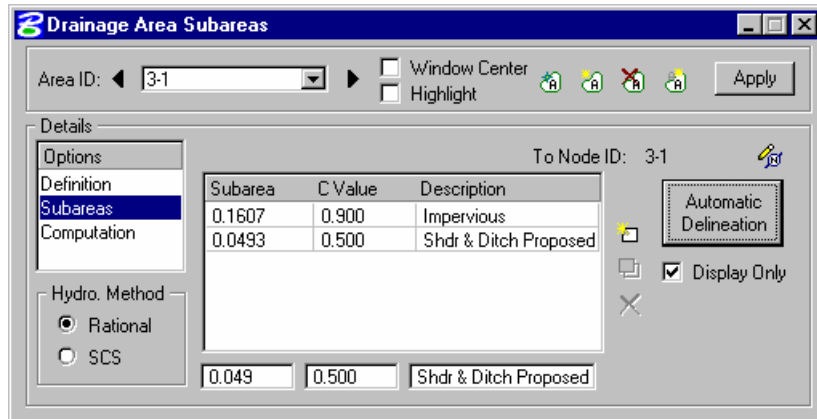 Drainage Area Subareas
Area ID: 3-1 Window Center Apply
Highlight
Details
Options To Node ID: 3-1
Definition
Subareas
Computation
Subarea C Value Description
0.1607 0.900 Impervious
0.0493 0.500 Shdr & Ditch Proposed
Automatic
Delineation
Display Only
Hydro. Method
Rational
SCS
0.049 0.500 Shdr & Ditch Proposed